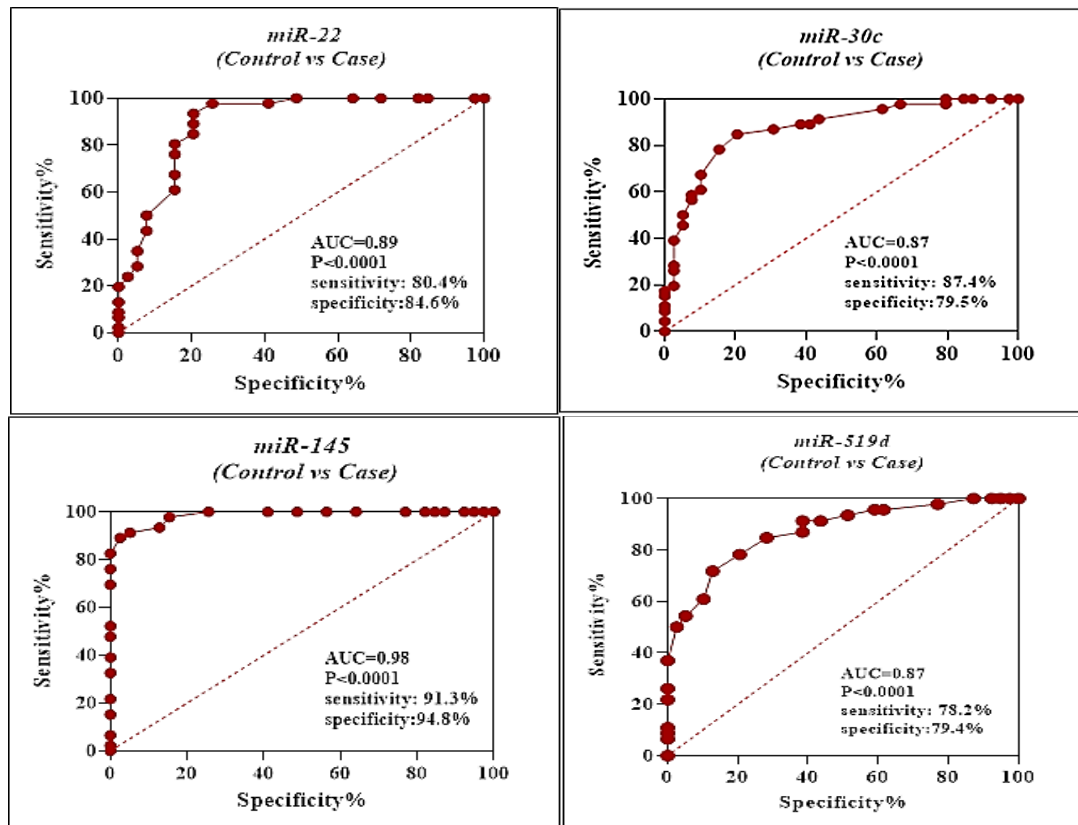 miR-22
(Control vs Case)
Sensitivity%
100
80
60
40
20
0
AUC=0.89
P<0.0001
sensitivity: 80.4%
specificity:84.6%
0 20 40 60 80 100
Specificity%
miR-30c
(Control vs Case)
Sensitivity%
100
80
60
40
20
0
AUC=0.87
P<0.0001
sensitivity: 87.4%
specificity:79.5%
0 20 40 60 80 100
Specificity%
miR-145
(Control vs Case)
Sensitivity%
100
80
60
40
20
0
AUC=0.98
P<0.0001
sensitivity: 91.3%
specificity:94.8%
0 20 40 60 80 100
Specificity%
miR-519d
(Control vs Case)
Sensitivity%
100
80
60
40
20
0
AUC=0.87
P<0.0001
sensitivity: 78.2%
specificity:79.4%
0 20 40 60 80 100
Specificity%